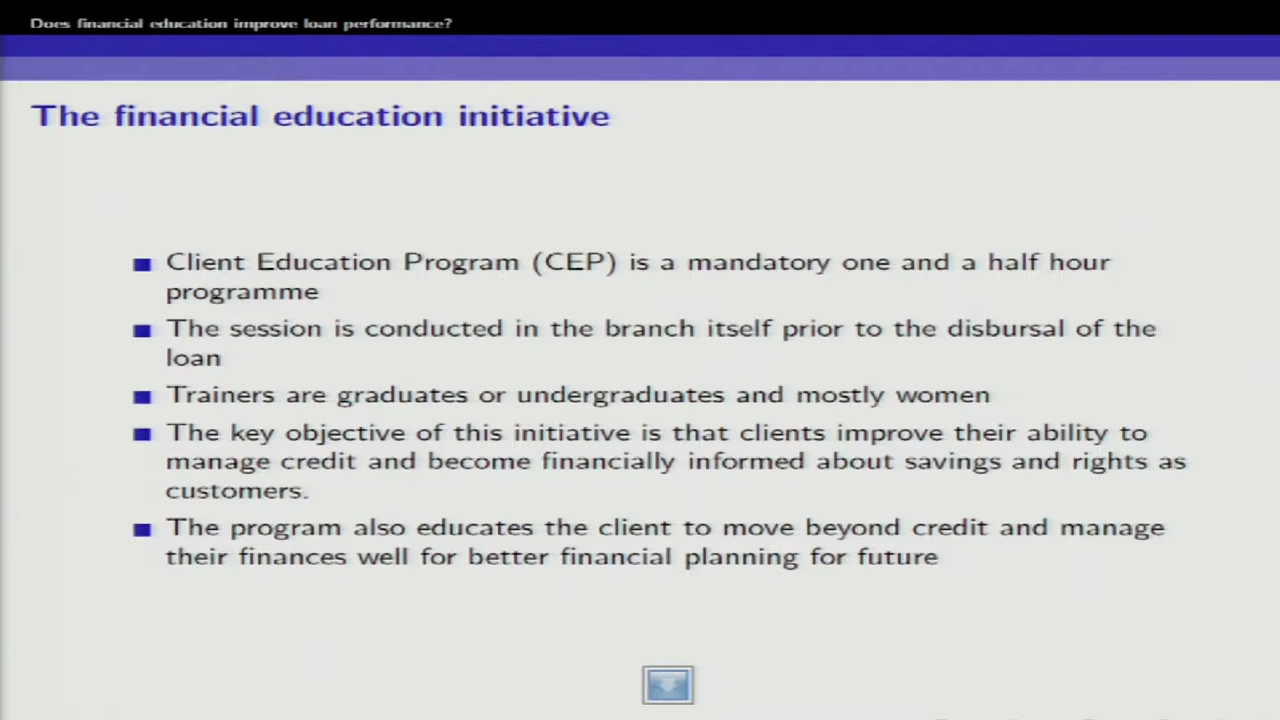 Does financial education improve loan performance?
The financial education initiative
Client Education Program (CEP) is a mandatory one and a half hour
programme
The session is conducted in the branch itself prior to the disbursal of the
loan
Trainers are graduates or undergraduates and mostly women
The key objective of this initiative is that clients improve their ability to
manage credit and become financially informed about savings and rights as
customers.
The program also educates the client to move beyond credit and manage
their finances well for better financial planning for future